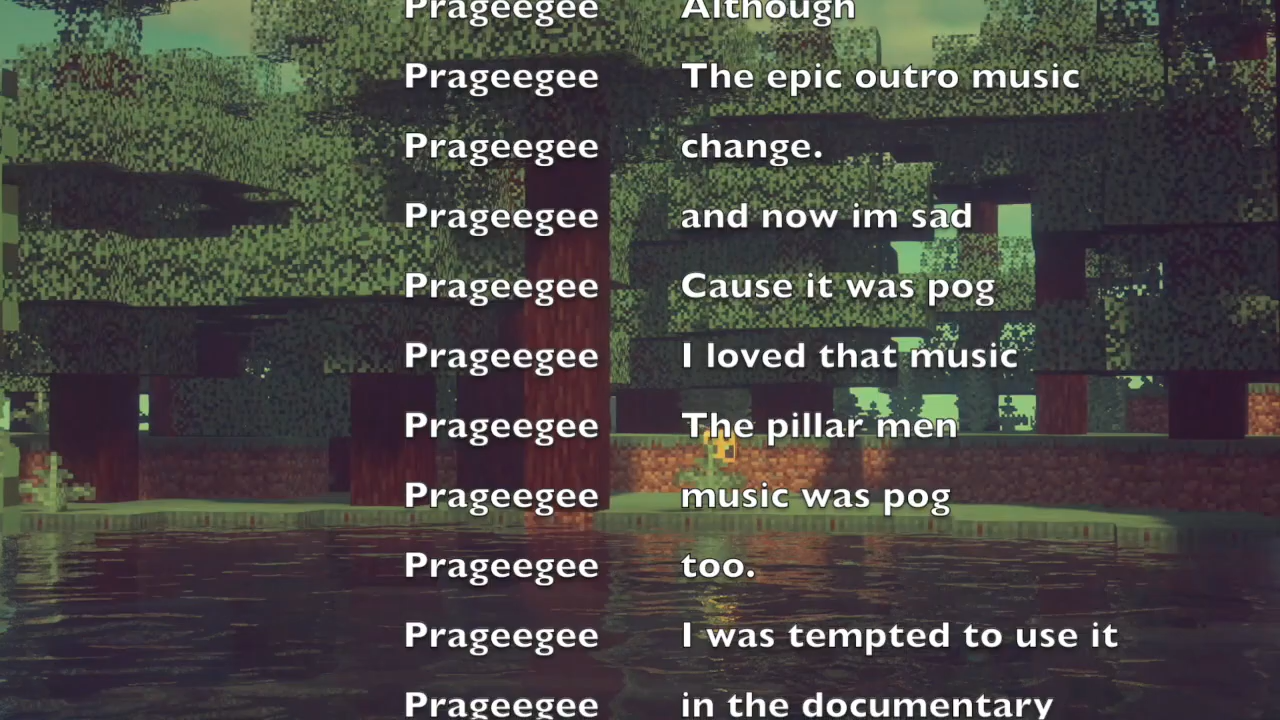 Prageegee Although
Prageegee The epic outro music
Prageegee change.
Prageegee and now im sad
Prageegee Cause it was pog
Prageegee I loved that music
Prageegee The pillar men
Prageegee music was pog
Prageegee too.
Prageegee I was tempted to use it
Prageegee in the documentary